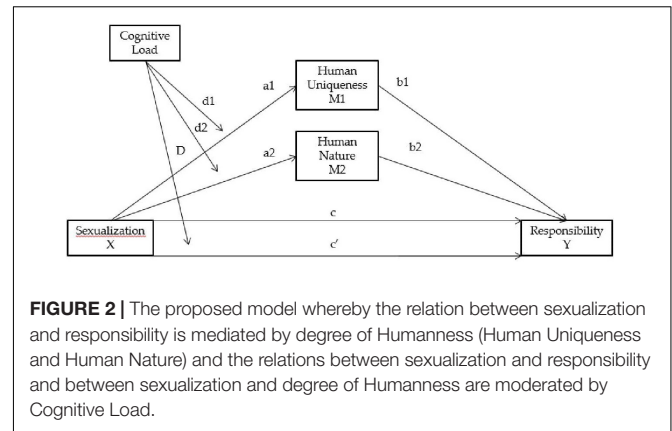 Cognitive
Load
Human
Uniqueness
M1
a1
b1
d1
d2
D
Human
Nature
M2
a2
b2
c
Sexualization
X
Responsibility
Y
c'
FIGURE 2 | The proposed model whereby the relation between sexualization
and responsibility is mediated by degree of Humanness (Human Uniqueness
and Human Nature) and the relations between sexualization and responsibility
and between sexualization and degree of Humanness are moderated by
Cognitive Load.